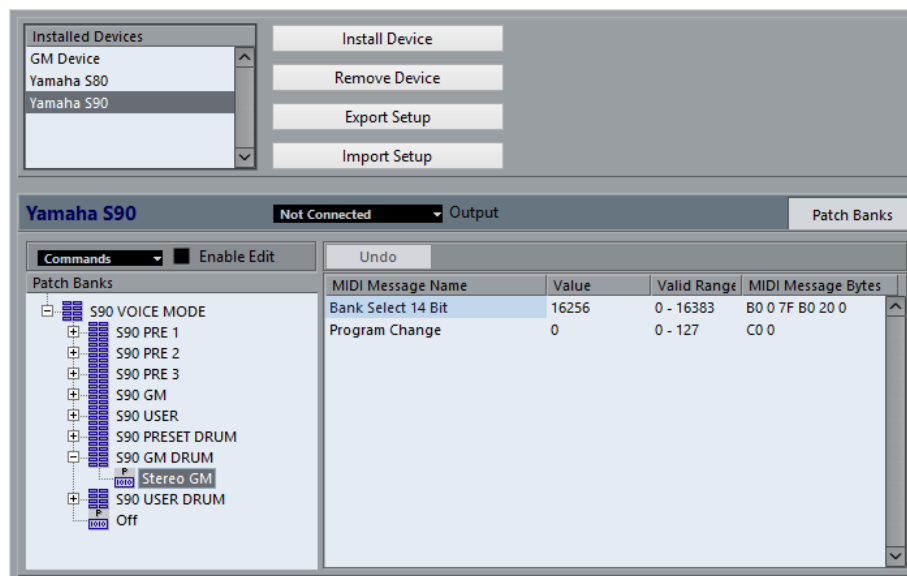 Installed Devices
GM Device
Yamaha S80
Yamaha S90
Install Device
Remove Device
Export Setup
Import Setup
Yamaha S90
Not Connected
Output
Patch Banks
Commands
Enable Edit
Undo
Patch Banks
S90 VOICE MODE
S90 PRE 1
S90 PRE 2
S90 PRE 3
S90 GM
S90 USER
S90 PRESET DRUM
S90 GM DRUM
P
1010
Stereo GM
S90 USER DRUM
P
1010
Off
MIDI Message Name Value Valid Range MIDI Message Bytes
Bank Select 14 Bit 16256 0 - 16383 B0 0 7F B0 20 0
Program Change 0 0 - 127 C0 0